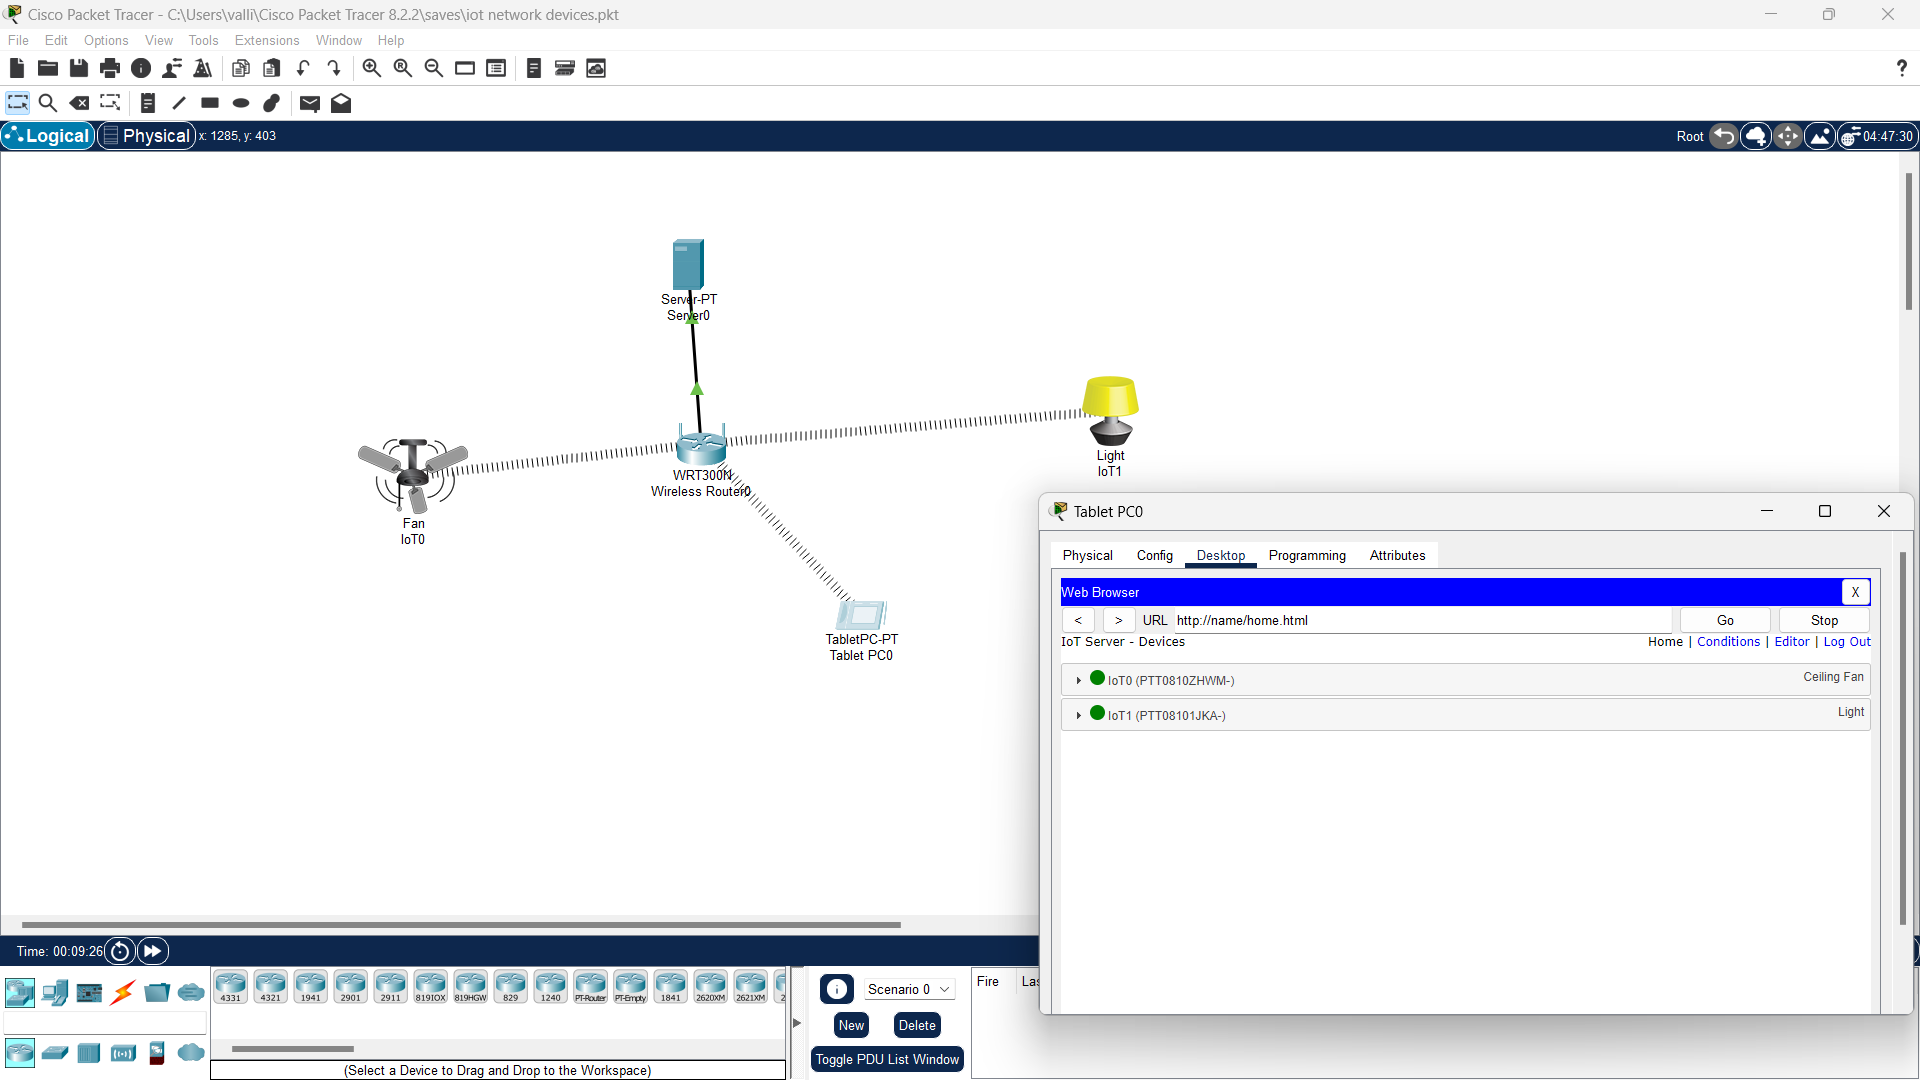 Cisco Packet Tracer - C:\Users\valli\Cisco Packet Tracer 8.2.2\saves\iot network devices.pkt
File Edit Options View Tools Extensions Window Help
?
Logical Physical x: 1285, y: 403 Root 04:47:30
Server-PT
Server0
Light
IoT1
WRT300N
Wireless Router0
Fan
IoT0
TabletPC-PT
Tablet PC0
Tablet PC0
Physical Config Desktop Programming Attributes
Web Browser X
< > URL http://name/home.html Go Stop
IoT Server - Devices Home | Conditions | Editor | Log Out
IoT0 (PTT0810ZHWM-) Ceiling Fan
IoT1 (PTT08101JKA-) Light
Time: 00:09:26
4331 4321 1941 2901 2911 819IOX 819HGW 829 1240 PT-Router PT-Empty 1841 2620XM 2621XM 2
Scenario 0
New Delete
Toggle PDU List Window
Fire Las
(Select a Device to Drag and Drop to the Workspace)